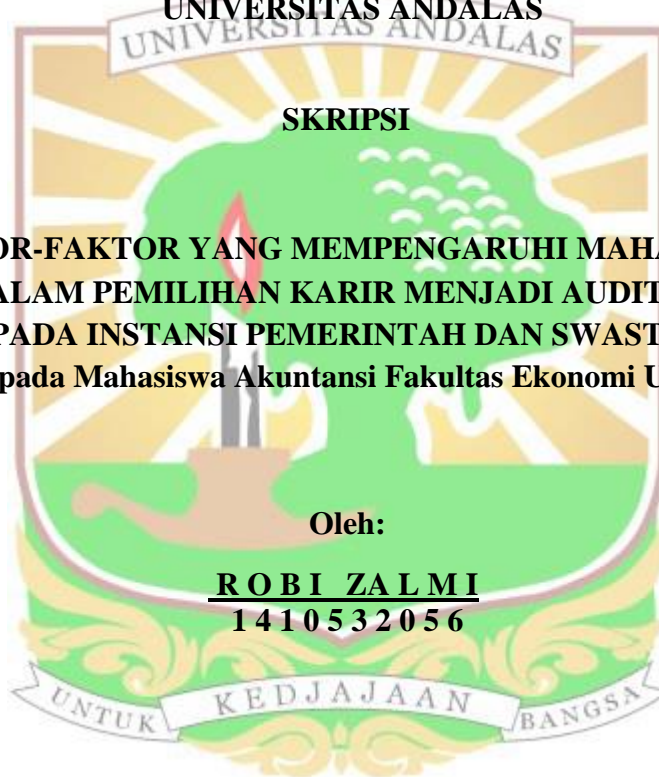 UNIVERSITAS ANDALAS
UNIVERSITAS ANDALAS
SKRIPSI
OR-FAKTOR YANG MEMPENGARUHI MAHA
ALAM PEMILIHAN KARIR MENJADI AUDIT
PADA INSTANSI PEMERINTAH DAN SWAST
pada Mahasiswa Akuntansi Fakultas Ekonomi U
Oleh:
R O B I ZA L M I
1 4 1 0 5 3 2 0 5 6
UNTUK KEDJAJAAN BANGSA